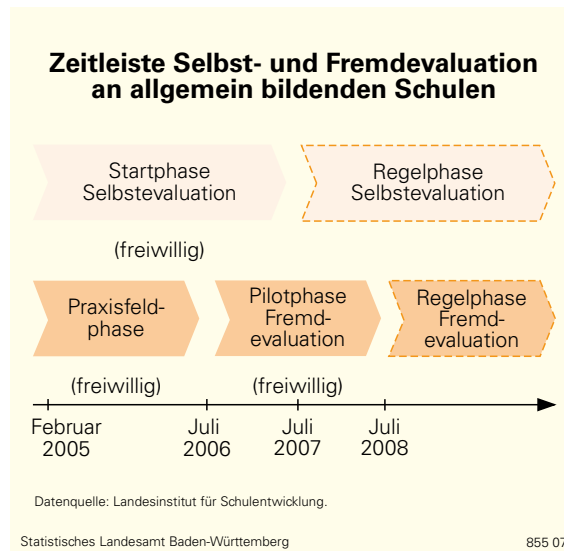 Zeitleiste Selbst- und Fremdevaluation
an allgemein bildenden Schulen
Startphase
Selbstevaluation
Regelphase
Selbstevaluation
(freiwillig)
Praxisfeld-
phase
Pilotphase
Fremd-
evaluation
Regelphase
Fremd-
evaluation
(freiwillig)
(freiwillig)
Februar
2005
Juli
2006
Juli
2007
Juli
2008
Datenquelle: Landesinstitut für Schulentwicklung.
Statistisches Landesamt Baden-Württemberg
855 07